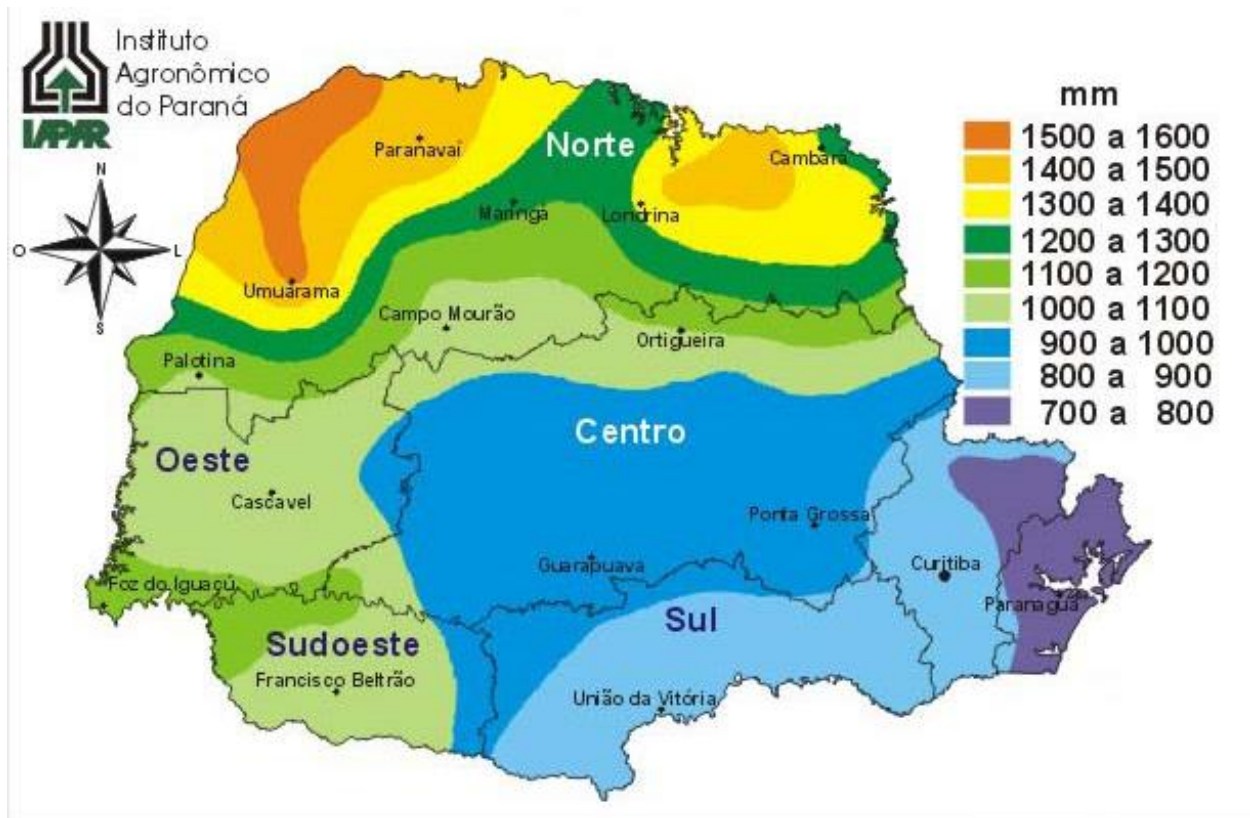 Instituto
Agronômico
do Paraná
IAPAR
N
O
L
S
mm
1500 a 1600
1400 a 1500
1300 a 1400
1200 a 1300
1100 a 1200
1000 a 1100
900 a 1000
800 a 900
700 a 800
Norte
Paranavaí
Cambará
Maringá
Londrina
Umuarama
Campo Mourão
Ortigueira
Palotina
Centro
Oeste
Cascavel
Ponta Grossa
Guarapuava
Curitiba
Foz do Iguaçú
Paranaguá
Sul
Sudoeste
Francisco Beltrão
União da Vitória